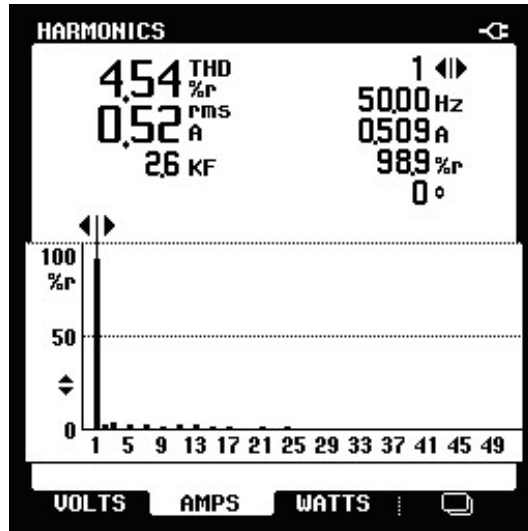 HARMONICS
4.54 THD %r
0.52 rms A
2.6 KF
1
50.00 Hz
0.509 A
98.9 %r
0 °
100
%r
50
0
1 5 9 13 17 21 25 29 33 37 41 45 49
VOLTS AMPS WATTS